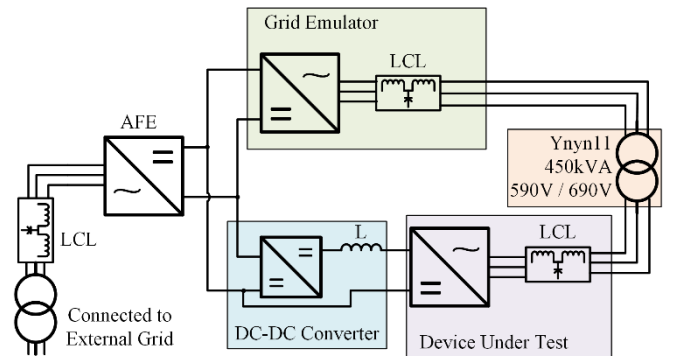 Grid Emulator
LCL
AFE
Ynyn11
450kVA
590V / 690V
LCL
L
LCL
Connected to
External Grid
DC-DC Converter
Device Under Test